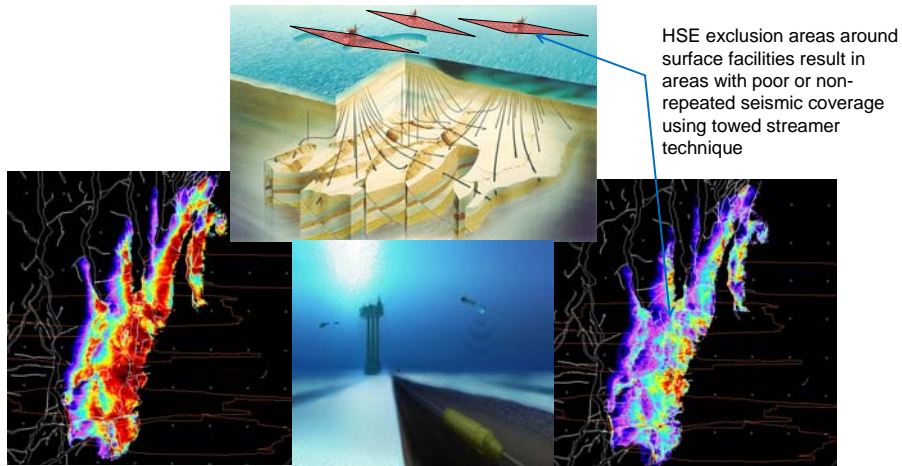 HSE exclusion areas around
surface facilities result in
areas with poor or non-
repeated seismic coverage
using towed streamer
technique